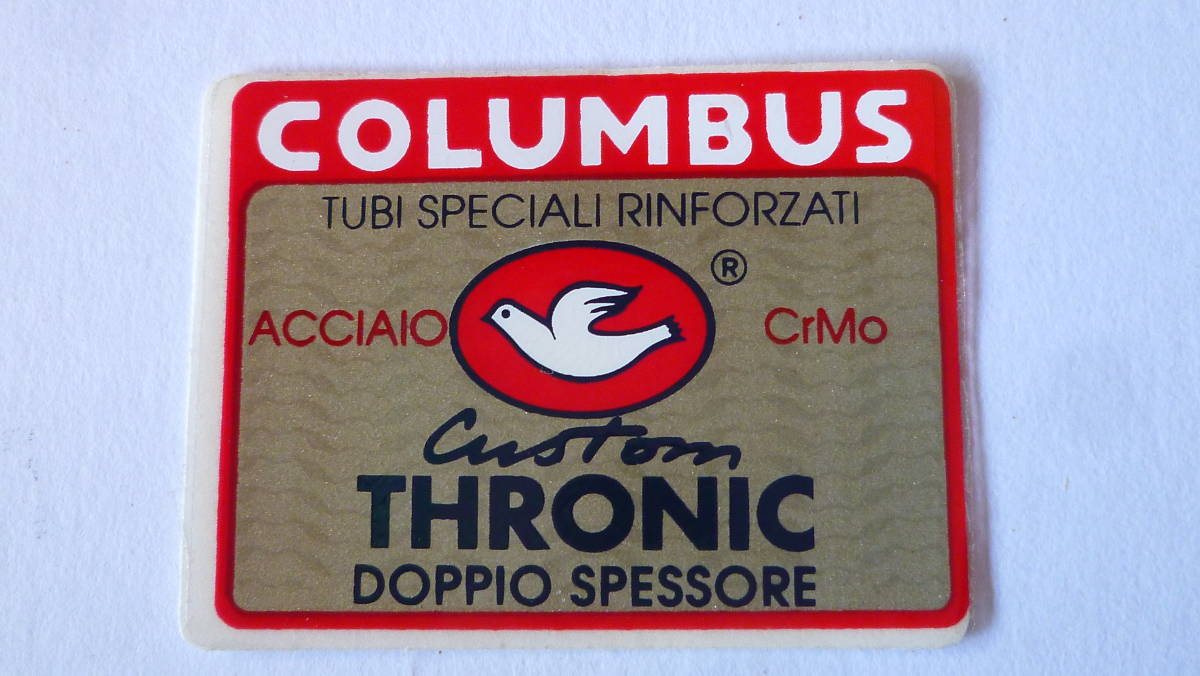 COLUMBUS
TUBI SPECIALI RINFORZATI
®
ACCIAIO CrMo
Custom
THRONIC
DOPPIO SPESSORE